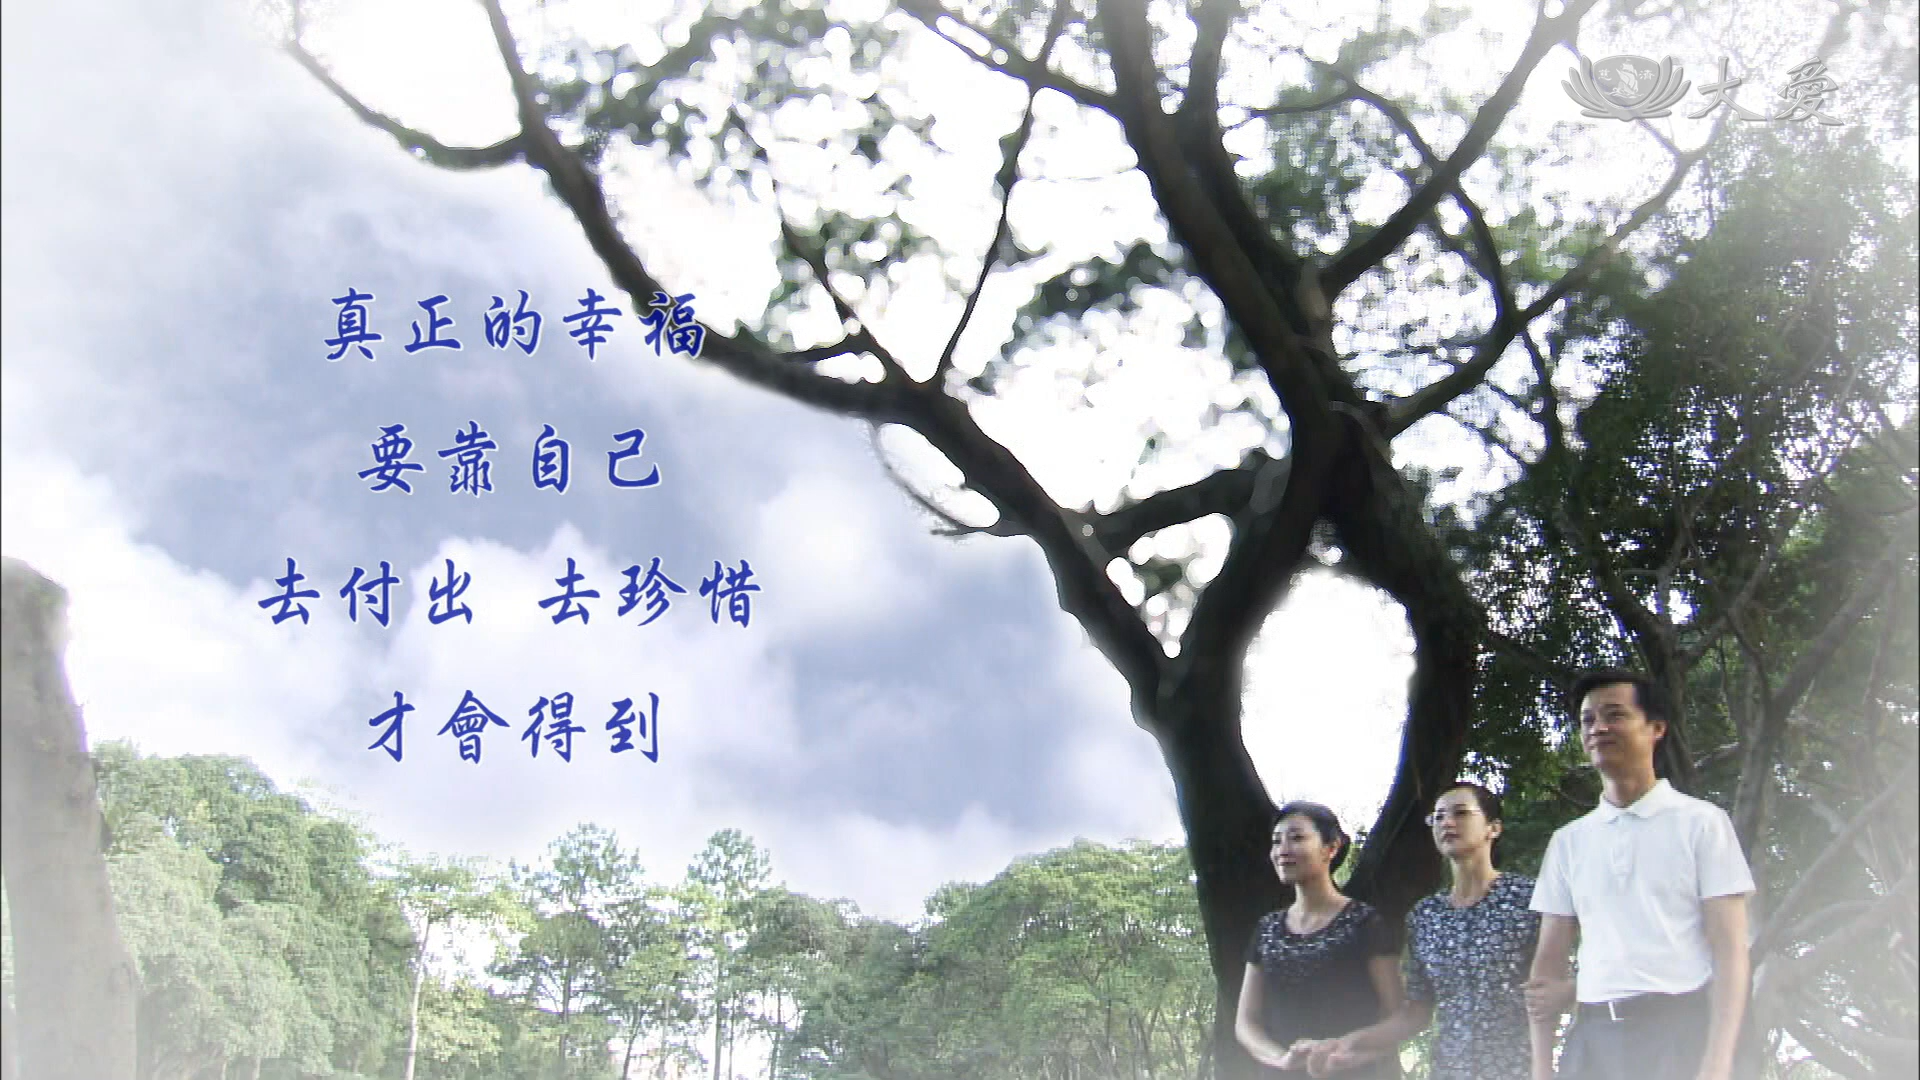 大愛
真正的幸福
要靠自己
去付出 去珍惜
才會得到